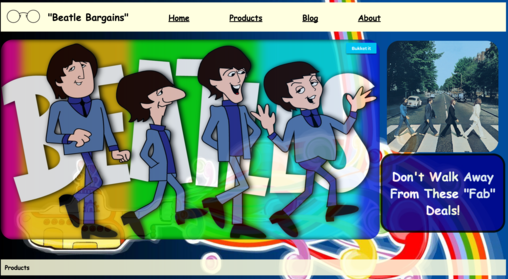 "Beatle Bargains" Home Products Blog About
BEATLES
Don't Walk Away
From These "Fab"
Deals!
Products